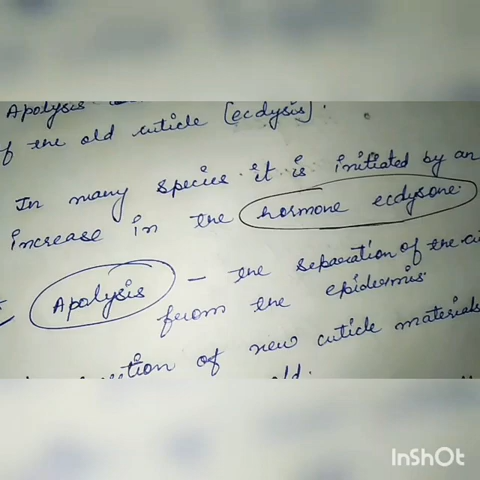 Apolysis
of the old cuticle (ecdysis).
In many species it is initiated by an
increase in the hormone ecdysone.
Apolysis - the separation of the
from the epidermis.
of new cuticle materials
old.
InShOt